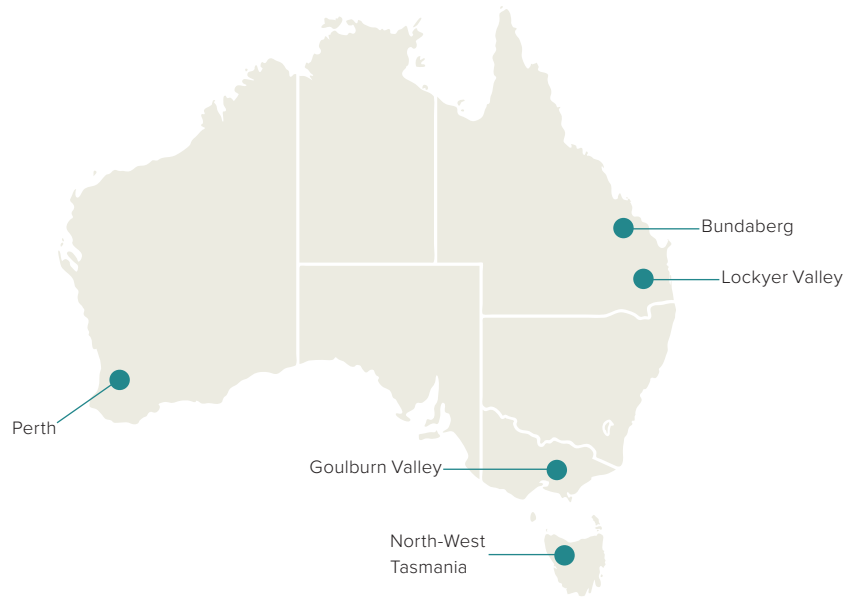 Bundaberg
Lockyer Valley
Perth
Goulburn Valley
North-West
Tasmania